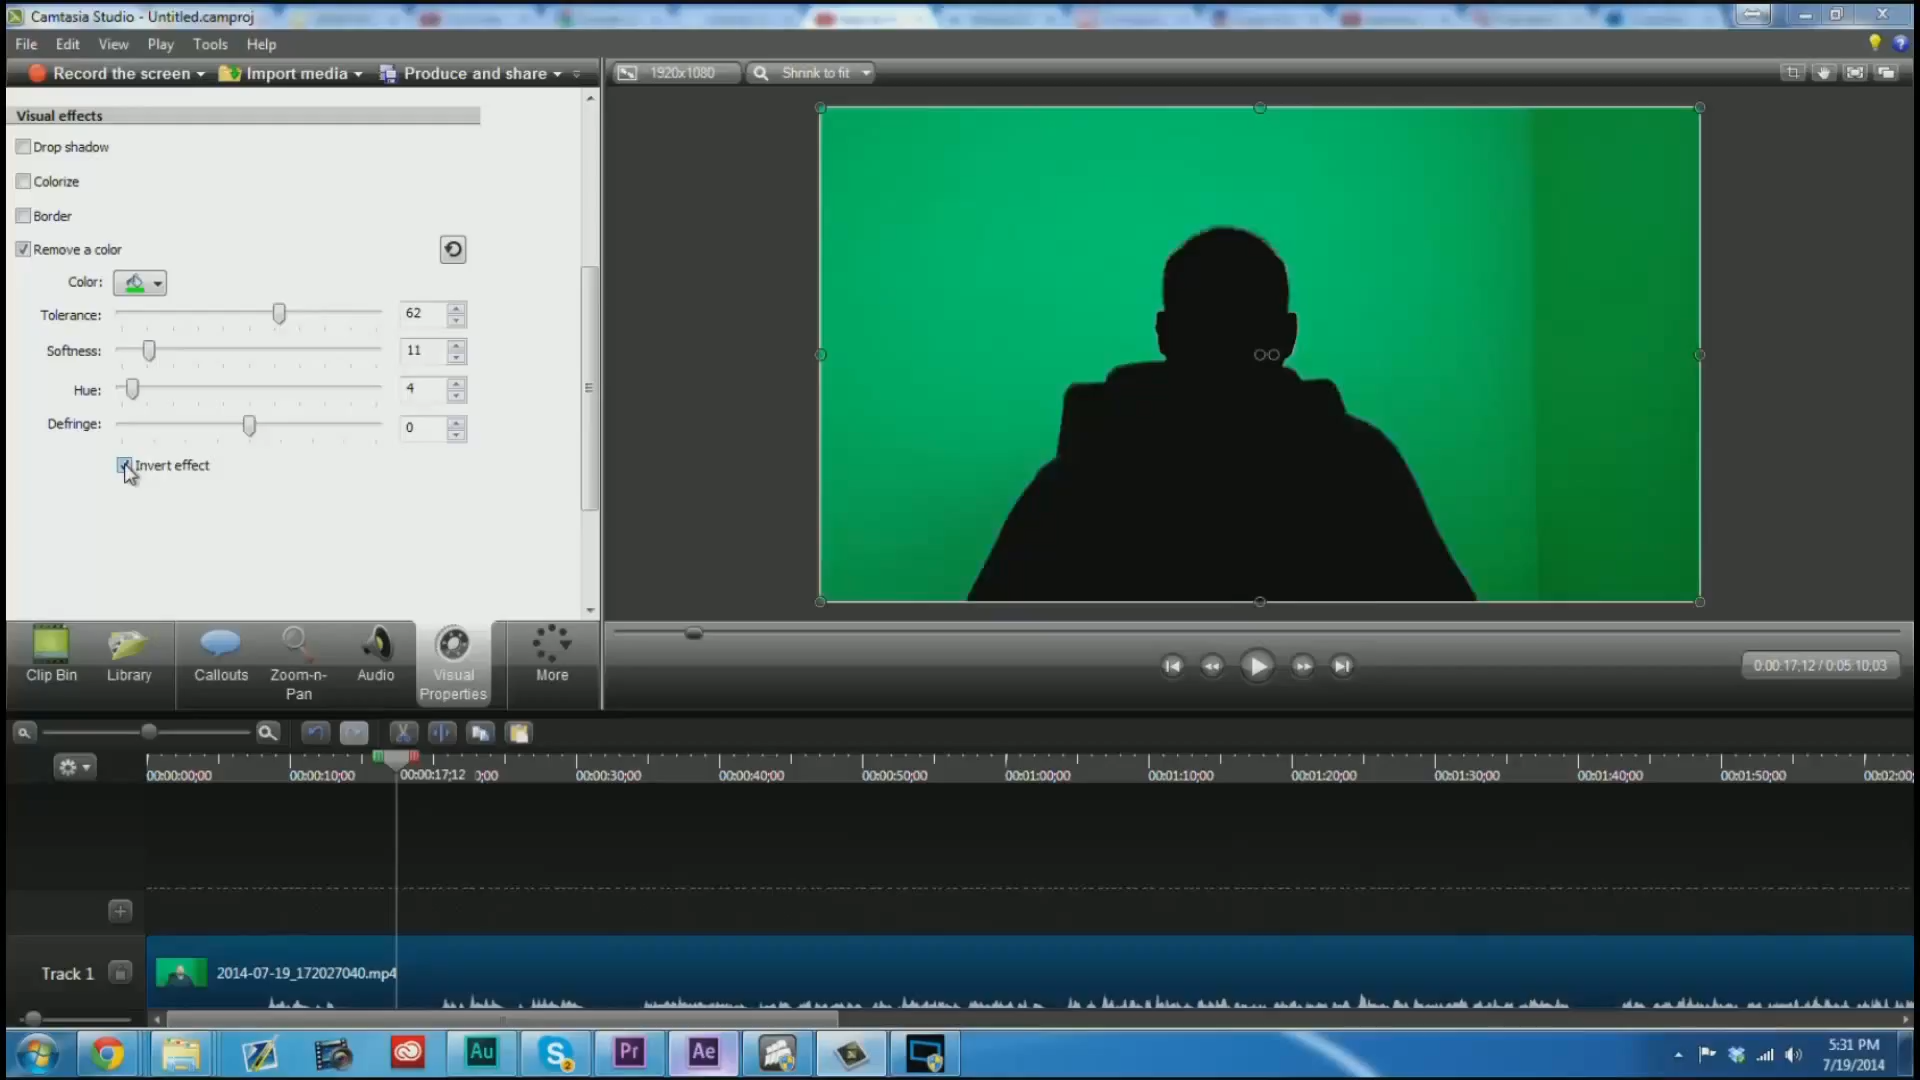 Camtasia Studio - Untitled.camproj
File Edit View Play Tools Help
Record the screen Import media Produce and share
1920x1080 Shrink to fit
Visual effects
Drop shadow
Colorize
Border
Remove a color
Color:
Tolerance: 62
Softness: 11
Hue: 4
Defringe: 0
Invert effect
Clip Bin
Library
Callouts
Zoom-n-
Pan
Audio
Visual
Properties
More
0:00:17,12 / 0:05:10,03
00:00:00;00 00:00:10;00 00:00:17;12 0;00 00:00:30;00 00:00:40;00 00:00:50;00 00:01:00;00 00:01:10;00 00:01:20;00 00:01:30;00 00:01:40;00 00:01:50;00 00:02:00;
Track 1 2014-07-19_172027040.mp4
Au
S 2
Pr
Ae
5:31 PM
7/19/2014